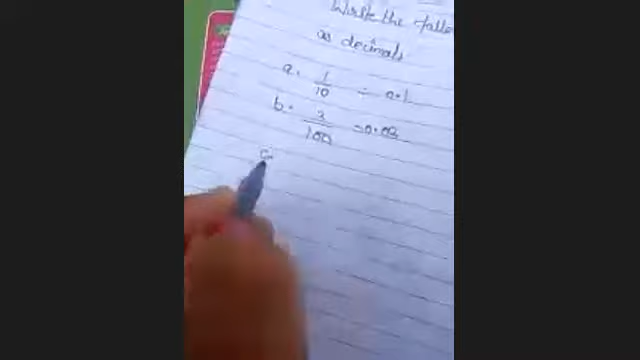 Write the follo
as decimals
a. 1/10 = 0.1
b. 2/100 = 0.02
c.